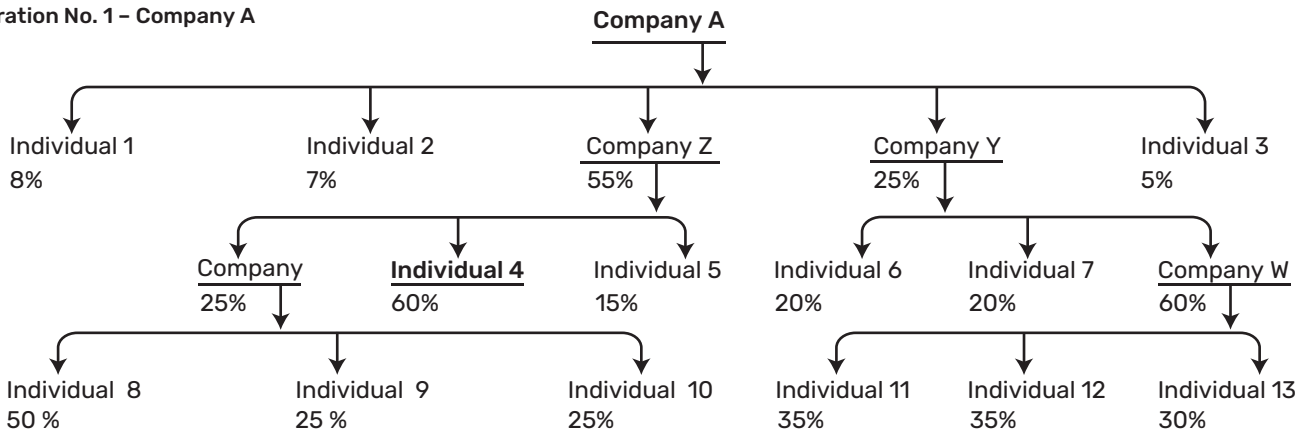 ration No. 1 – Company A
Company A
Individual 1 Individual 2 Company Z Company Y Individual 3
8% 7% 55% 25% 5%
Company Individual 4 Individual 5 Individual 6 Individual 7 Company W
25% 60% 15% 20% 20% 60%
Individual 8 Individual 9 Individual 10 Individual 11 Individual 12 Individual 13
50 % 25 % 25% 35% 35% 30%